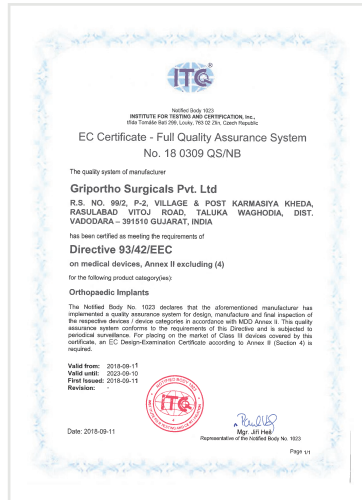 ITC
Notified Body 1023
INSTITUTE FOR TESTING AND CERTIFICATION, Inc.,
třída Tomáše Bati 299, Louky, 763 02 Zlín, Czech Republic
EC Certificate - Full Quality Assurance System
No. 18 0309 QS/NB
The quality system of manufacturer
Griportho Surgicals Pvt. Ltd
R.S. NO. 99/2, P-2, VILLAGE & POST KARMASIYA KHEDA,
RASULABAD VITOJ ROAD, TALUKA WAGHODIA, DIST.
VADODARA – 391510 GUJARAT, INDIA
has been certified as meeting the requirements of
Directive 93/42/EEC
on medical devices, Annex II excluding (4)
for the following product category(ies):
Orthopaedic Implants
The Notified Body No. 1023 declares that the aforementioned manufacturer has
implemented a quality assurance system for design, manufacture and final inspection of
the respective devices / device categories in accordance with MDD Annex II. This quality
assurance system conforms to the requirements of this Directive and is subjected to
periodical surveillance. For placing on the market of Class III devices covered by this
certificate, an EC Design-Examination Certificate according to Annex II (Section 4) is
required.
Valid from: 2018-09-11
Valid until: 2023-09-10
First Issued: 2018-09-11
Revision: -
ITC
Date: 2018-09-11
Mgr. Jiří Heš
Representative of the Notified Body No. 1023
Page 1/1